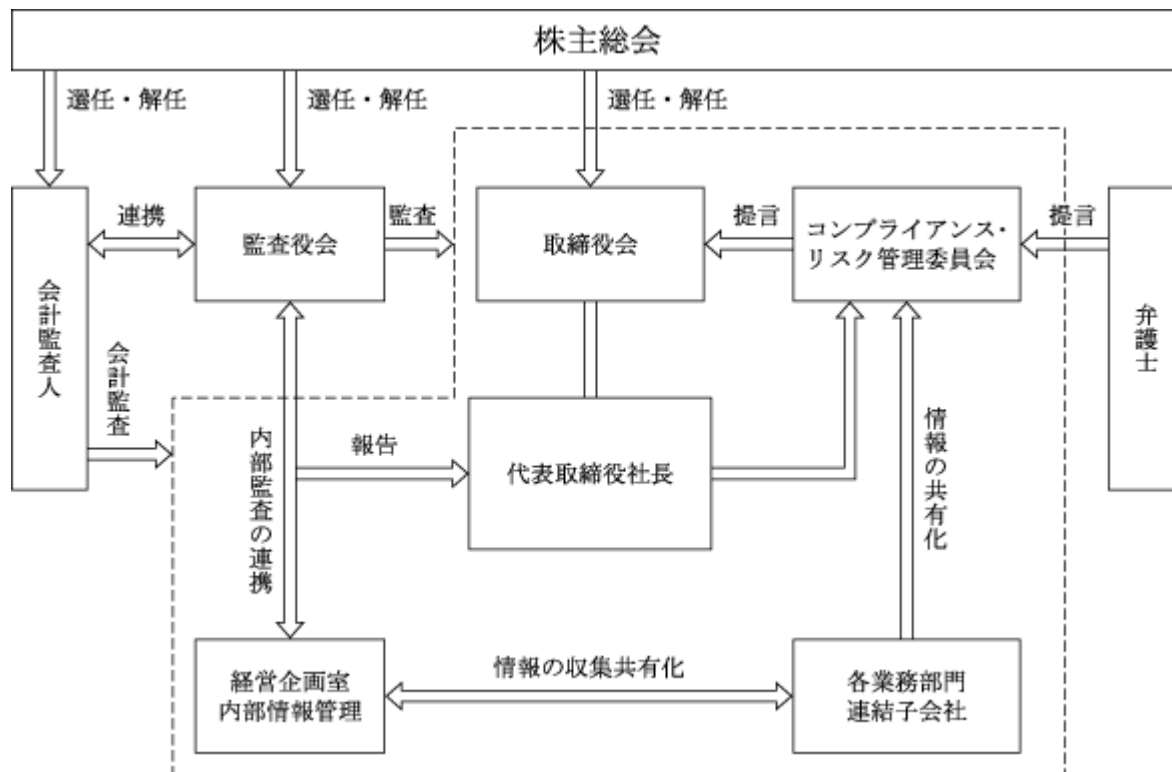 株主総会
選任・解任
選任・解任
選任・解任
会計監査人
連携
監査役会
監査
取締役会
提言
コンプライアンス・
リスク管理委員会
提言
弁護士
会計監査
内部監査の連携
報告
代表取締役社長
情報の共有化
経営企画室
内部情報管理
情報の収集共有化
各業務部門
連結子会社